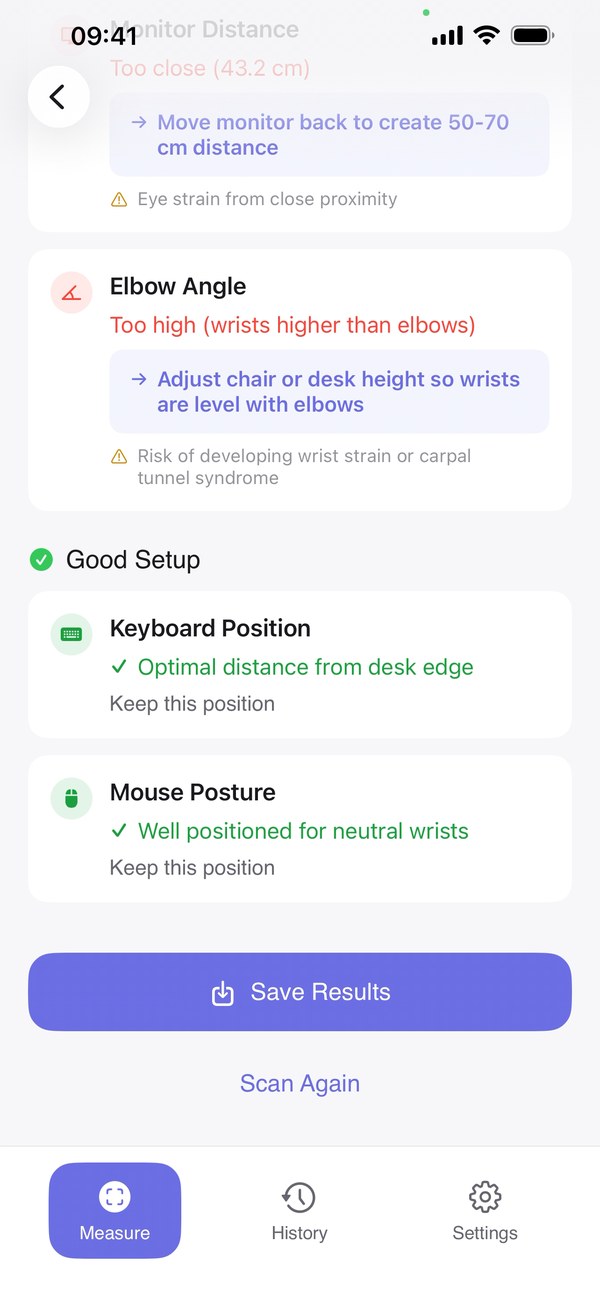 09:41
Monitor Distance
Too close (43.2 cm)
→ Move monitor back to create 50-70
cm distance
Eye strain from close proximity
Elbow Angle
Too high (wrists higher than elbows)
→ Adjust chair or desk height so wrists
are level with elbows
Risk of developing wrist strain or carpal
tunnel syndrome
Good Setup
Keyboard Position
✓ Optimal distance from desk edge
Keep this position
Mouse Posture
✓ Well positioned for neutral wrists
Keep this position
Save Results
Scan Again
Measure
History
Settings